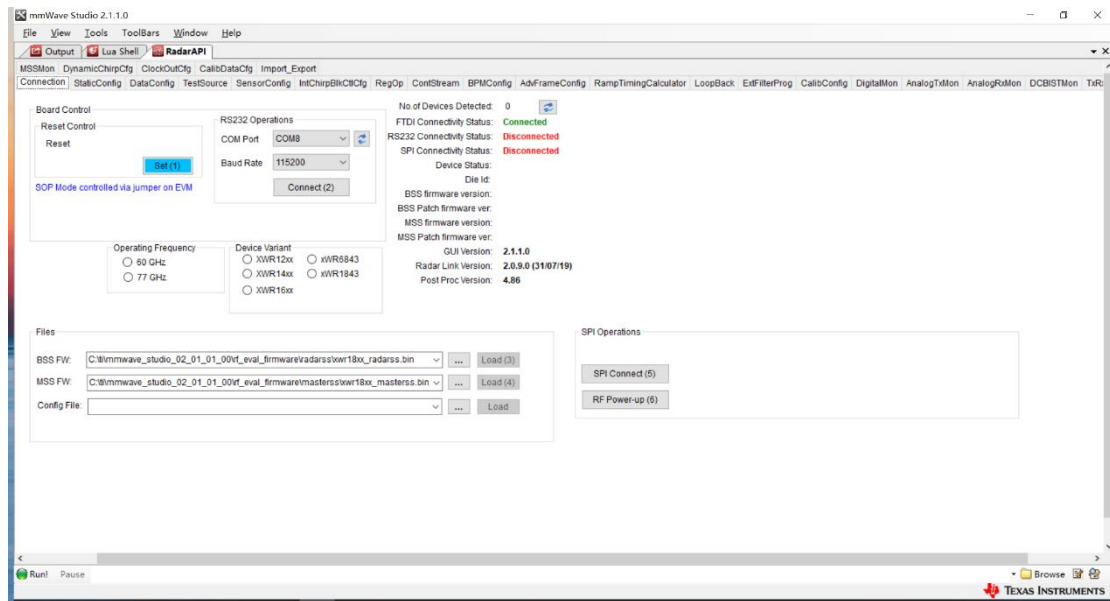 mmWave Studio 2.1.1.0
File View Tools ToolBars Window Help
Output Lua Shell RadarAPI
MSSMon DynamicChirpCfg ClockOutCfg CalibDataCfg Import_Export
Connection StaticConfig DataConfig TestSource SensorConfig IntChirpBlkCtlCfg RegOp ContStream BPMConfig AdvFrameConfig RampTimingCalculator LoopBack ExtFilterProg CalibConfig DigitalMon AnalogTxMon AnalogRxMon DCBISTMon TxR
Board Control
Reset Control
Reset
Set (1)
SOP Mode controlled via jumper on EVM
RS232 Operations
COM Port COM8
Baud Rate 115200
Connect (2)
No.of Devices Detected: 0
FTDI Connectivity Status: Connected
RS232 Connectivity Status: Disconnected
SPI Connectivity Status: Disconnected
Device Status:
Die Id:
BSS firmware version:
BSS Patch firmware ver:
MSS firmware version:
MSS Patch firmware ver:
GUI Version: 2.1.1.0
Radar Link Version: 2.0.9.0 (31/07/19)
Post Proc Version: 4.86
Operating Frequency
60 GHz
77 GHz
Device Variant
XWR12xx xWR6843
XWR14xx xWR1843
XWR16xx
Files
BSS FW: C:\ti\mmwave_studio_02_01_01_00\rf_eval_firmware\radarss\xwr18xx_radarss.bin ... Load (3)
MSS FW: C:\ti\mmwave_studio_02_01_01_00\rf_eval_firmware\masterss\xwr18xx_masterss.bin ... Load (4)
Config File: ... Load
SPI Operations
SPI Connect (5)
RF Power-up (6)
Run! Pause
Browse
TEXAS INSTRUMENTS